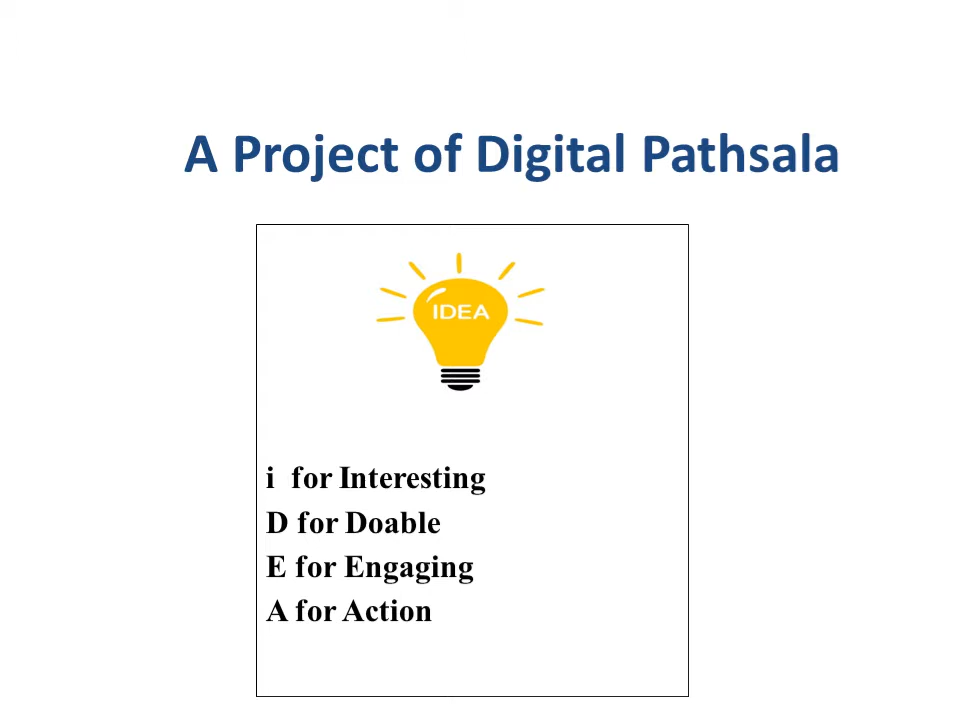 A Project of Digital Pathsala
IDEA
i for Interesting
D for Doable
E for Engaging
A for Action